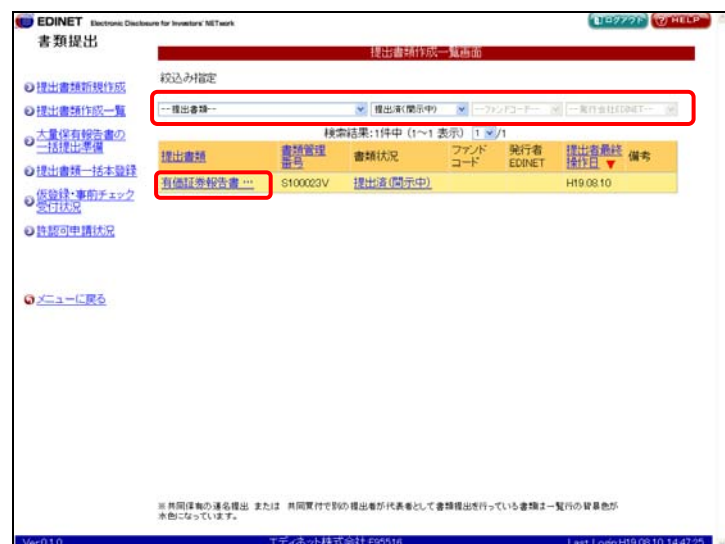 EDINET Electronic Disclosure for Investors' NETwork
ログアウト
HELP
書類提出
提出書類作成一覧画面
提出書類新規作成
提出書類作成一覧
大量保有報告書の
一括提出準備
提出書類一括本登録
仮登録・事前チェック
受付状況
許認可申請状況
メニューに戻る
絞込み指定
--提出書類--
提出済(開示中)
--ファンドコード--
--発行会社EDINET--
検索結果:1件中 (1～1 表示) 1 /1
提出書類 書類管理番号 書類状況 ファンドコード 発行者EDINET 提出者最終操作日 ▼ 備考
有価証券報告書 … S100023V 提出済(開示中) H19.08.10
※共同保有の連名提出 または 共同買付で別の提出者が代表者として書類提出を行っている書類は一覧行の背景色が
水色になっています。
Ver.0.1.0 エディネット株式会社 E95516 Last Login:H19.08.10 14:47:25